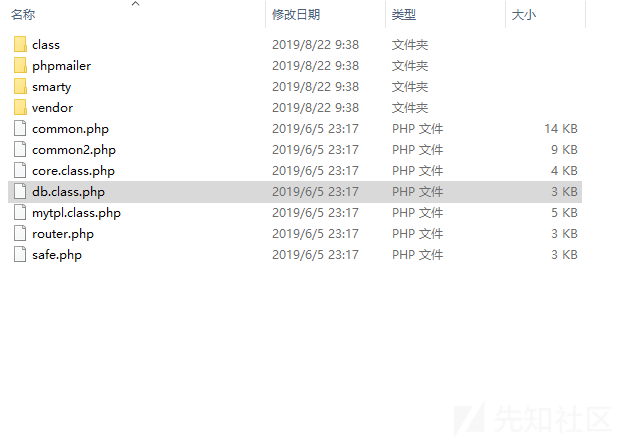 名称 修改日期 类型 大小
class 2019/8/22 9:38 文件夹
phpmailer 2019/8/22 9:38 文件夹
smarty 2019/8/22 9:38 文件夹
vendor 2019/8/22 9:38 文件夹
common.php 2019/6/5 23:17 PHP 文件 14 KB
common2.php 2019/6/5 23:17 PHP 文件 9 KB
core.class.php 2019/6/5 23:17 PHP 文件 4 KB
db.class.php 2019/6/5 23:17 PHP 文件 3 KB
mytpl.class.php 2019/6/5 23:17 PHP 文件 5 KB
router.php 2019/6/5 23:17 PHP 文件 3 KB
safe.php 2019/6/5 23:17 PHP 文件 3 KB
先知社区